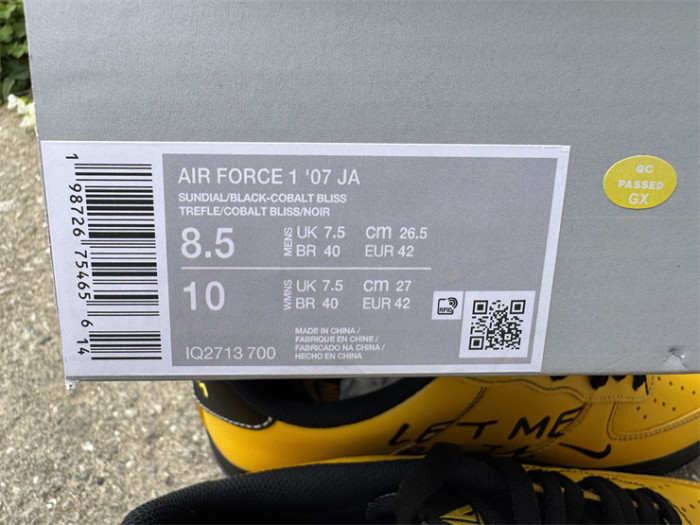 AIR FORCE 1 '07 JA
SUNDIAL/BLACK-COBALT BLISS
TREFLE/COBALT BLISS/NOIR
8.5 MENS UK 7.5 cm 26.5
BR 40 EUR 42
10 WMNS UK 7.5 cm 27
BR 40 EUR 42
RFID
MADE IN CHINA /
FABRIQUE EN CHINE /
FABRICADO NA CHINA /
HECHO EN CHINA
IQ2713 700
1 98726 75465 6 14
QC
PASSED
GX
LET ME